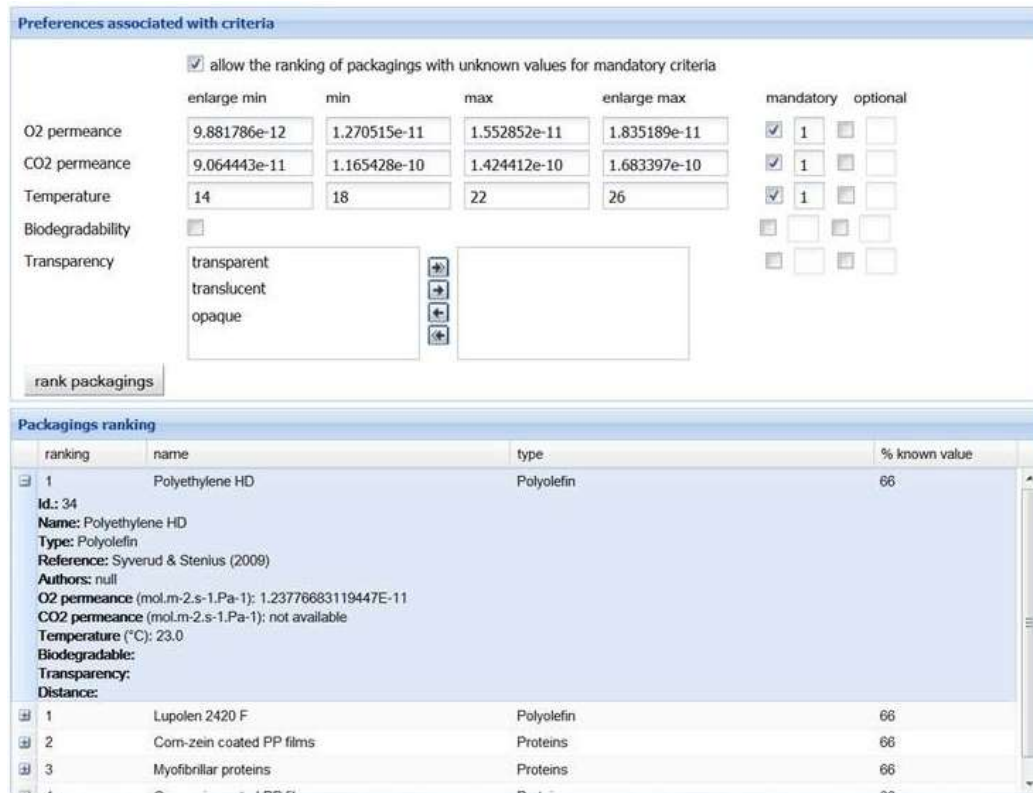 Preferences associated with criteria
allow the ranking of packagings with unknown values for mandatory criteria
enlarge min min max enlarge max mandatory optional
O2 permeance 9.881786e-12 1.270515e-11 1.552852e-11 1.835189e-11 1
CO2 permeance 9.064443e-11 1.165428e-10 1.424412e-10 1.683397e-10 1
Temperature 14 18 22 26 1
Biodegradability
Transparency transparent
translucent
opaque
rank packagings
Packagings ranking
ranking name type % known value
1 Polyethylene HD Polyolefin 66
Id.: 34
Name: Polyethylene HD
Type: Polyolefin
Reference: Syverud & Stenius (2009)
Authors: null
O2 permeance (mol.m-2.s-1.Pa-1): 1.23776683119447E-11
CO2 permeance (mol.m-2.s-1.Pa-1): not available
Temperature (°C): 23.0
Biodegradable:
Transparency:
Distance:
1 Lupolen 2420 F Polyolefin 66
2 Corn-zein coated PP films Proteins 66
3 Myofibrillar proteins Proteins 66